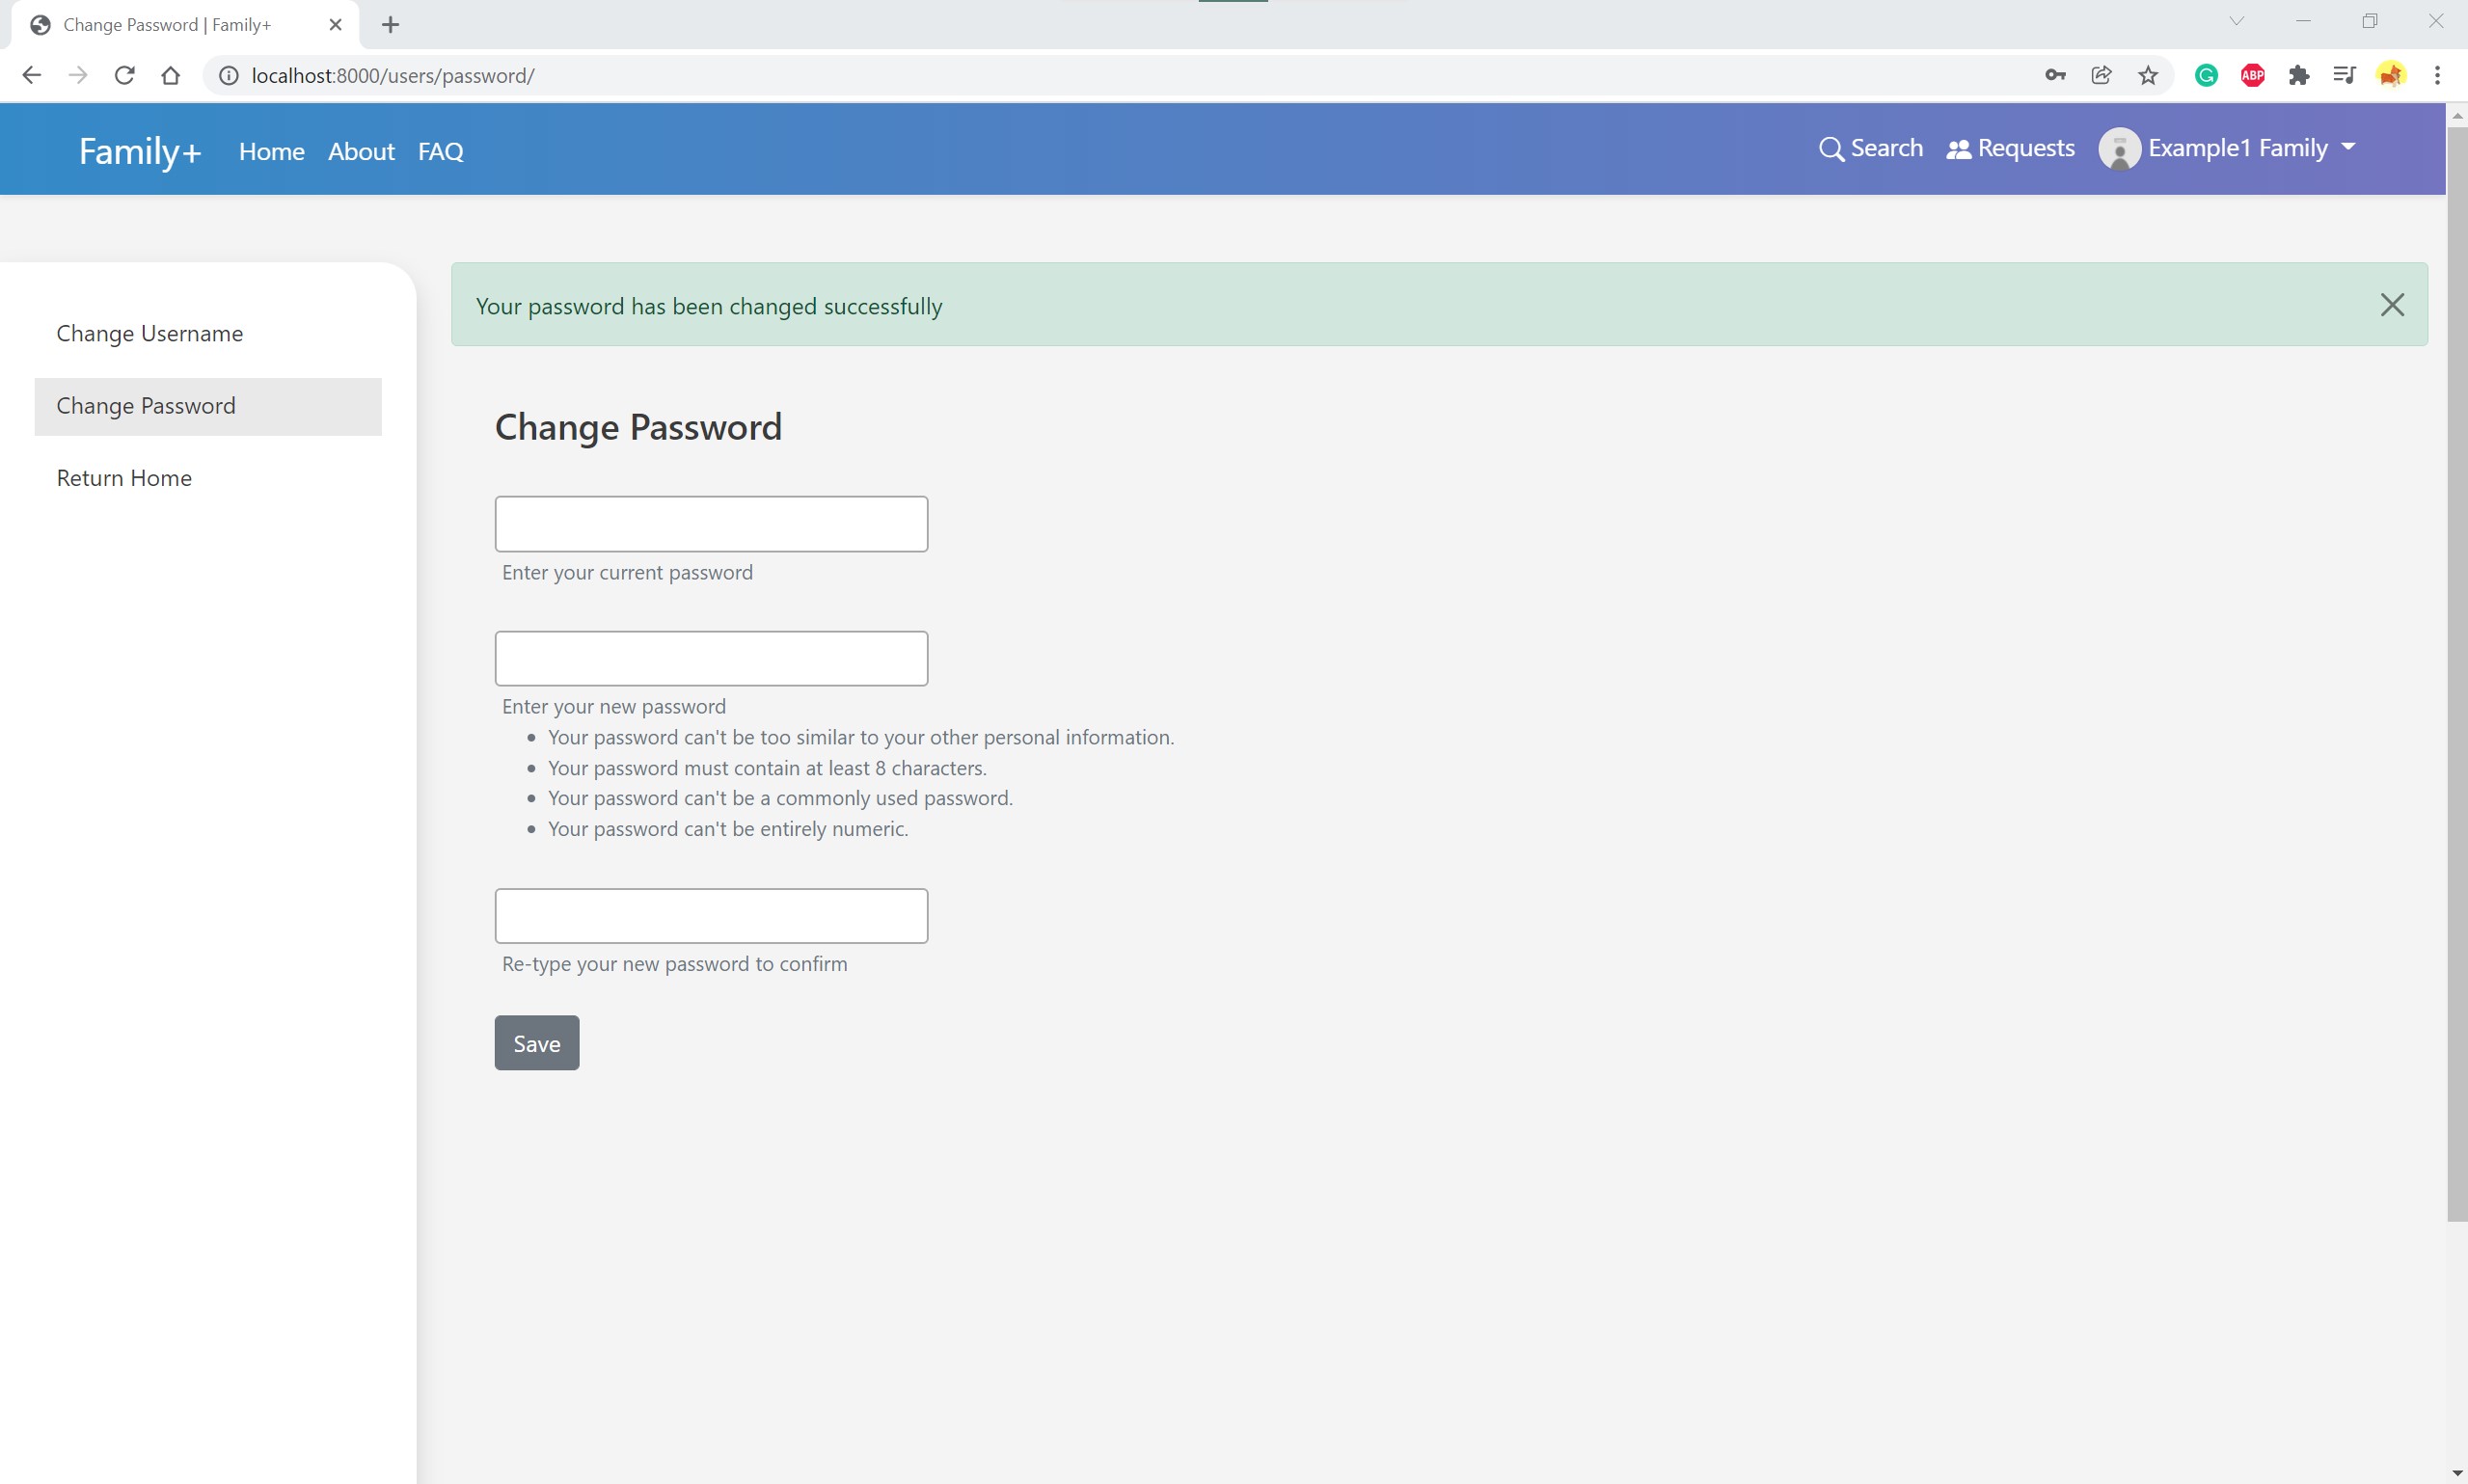 Change Password | Family+
localhost:8000/users/password/
ABP
Family+ Home About FAQ Search Requests Example1 Family
Your password has been changed successfully
Change Username
Change Password
Return Home
Change Password
Enter your current password
Enter your new password
Your password can't be too similar to your other personal information.
Your password must contain at least 8 characters.
Your password can't be a commonly used password.
Your password can't be entirely numeric.
Re-type your new password to confirm
Save